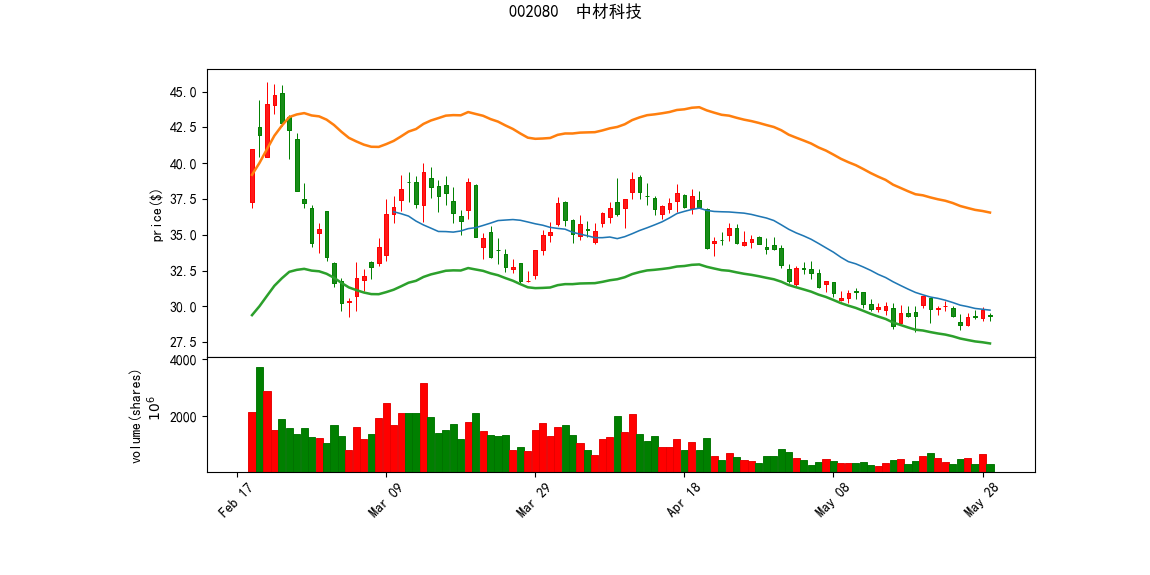 002080 中材科技
45.0
42.5
40.0
37.5
35.0
32.5
30.0
27.5
price($)
4000
2000
volume(shares)
10^6
Feb 17
Mar 09
Mar 29
Apr 18
May 08
May 28